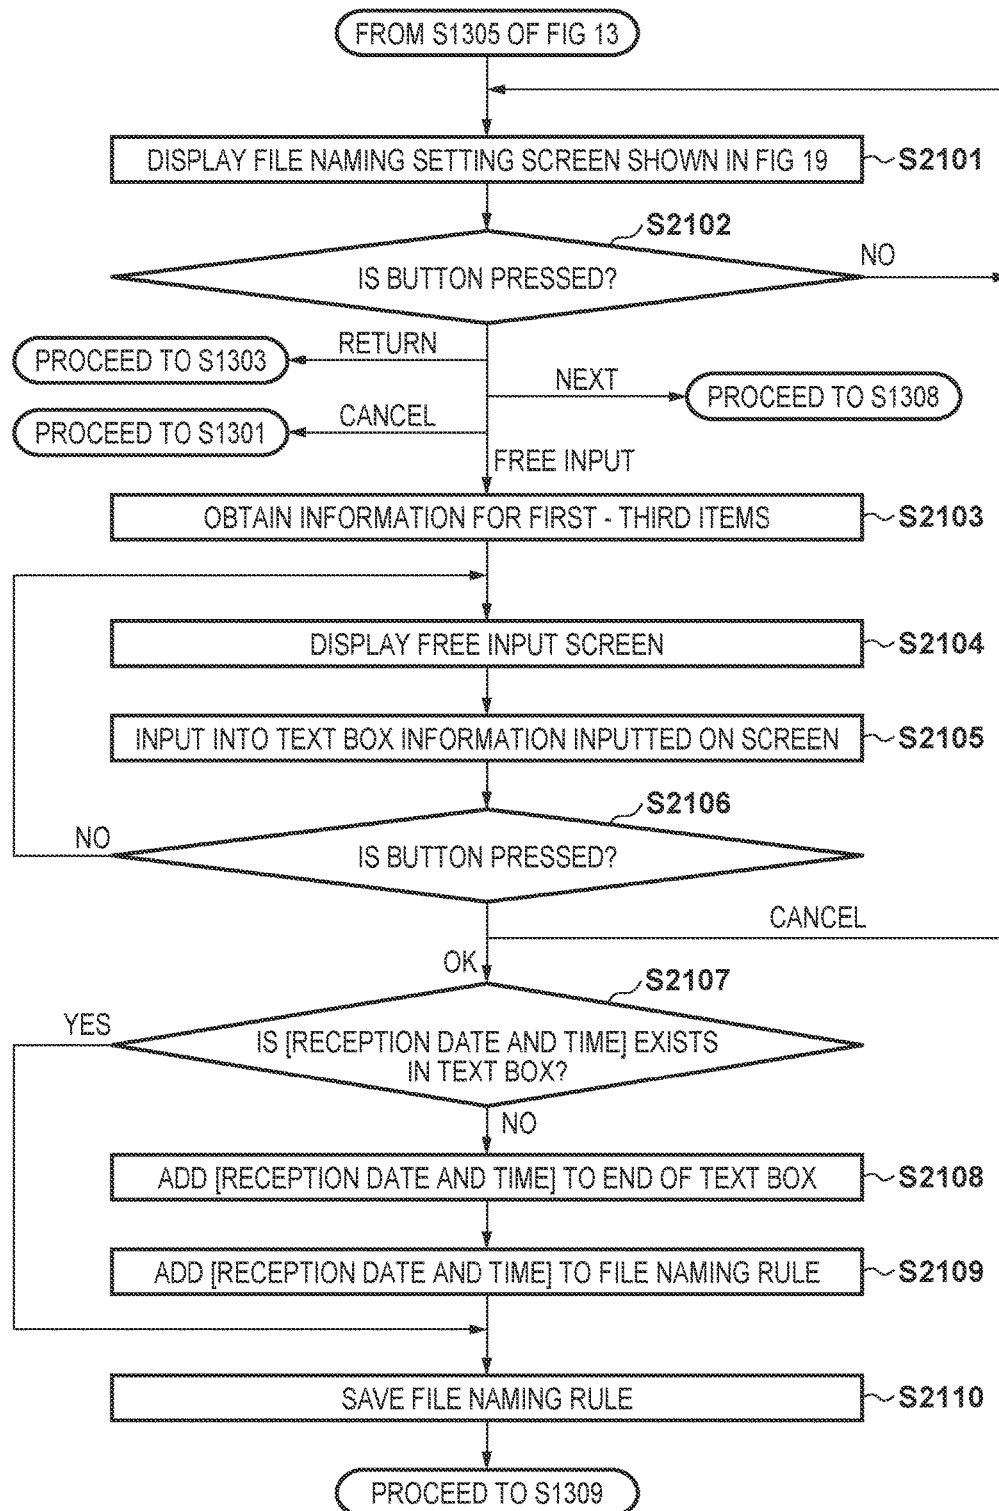 FROM S1305 OF FIG 13
DISPLAY FILE NAMING SETTING SCREEN SHOWN IN FIG 19
S2101
S2102
IS BUTTON PRESSED?
NO
RETURN
PROCEED TO S1303
NEXT
PROCEED TO S1308
CANCEL
PROCEED TO S1301
FREE INPUT
OBTAIN INFORMATION FOR FIRST - THIRD ITEMS
S2103
DISPLAY FREE INPUT SCREEN
S2104
INPUT INTO TEXT BOX INFORMATION INPUTTED ON SCREEN
S2105
S2106
NO
IS BUTTON PRESSED?
CANCEL
OK
S2107
YES
IS [RECEPTION DATE AND TIME] EXISTS
IN TEXT BOX?
NO
ADD [RECEPTION DATE AND TIME] TO END OF TEXT BOX
S2108
ADD [RECEPTION DATE AND TIME] TO FILE NAMING RULE
S2109
SAVE FILE NAMING RULE
S2110
PROCEED TO S1309